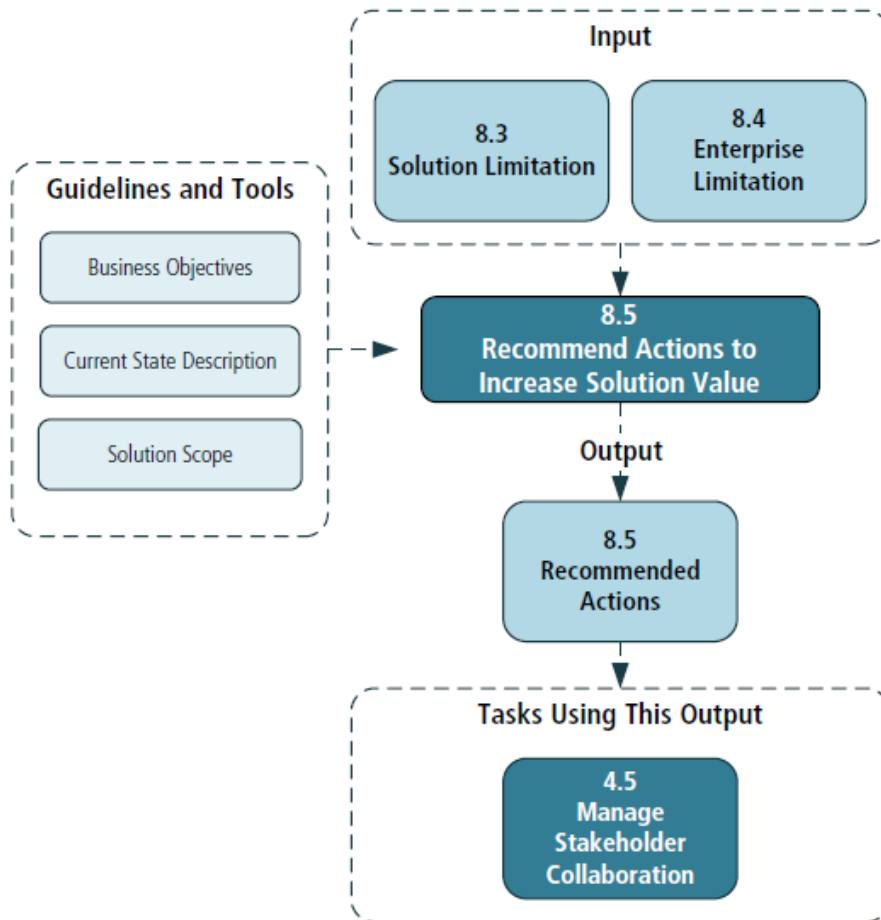 Input
8.3
Solution Limitation
8.4
Enterprise
Limitation
Guidelines and Tools
Business Objectives
Current State Description
Solution Scope
8.5
Recommend Actions to
Increase Solution Value
Output
8.5
Recommended
Actions
Tasks Using This Output
4.5
Manage
Stakeholder
Collaboration